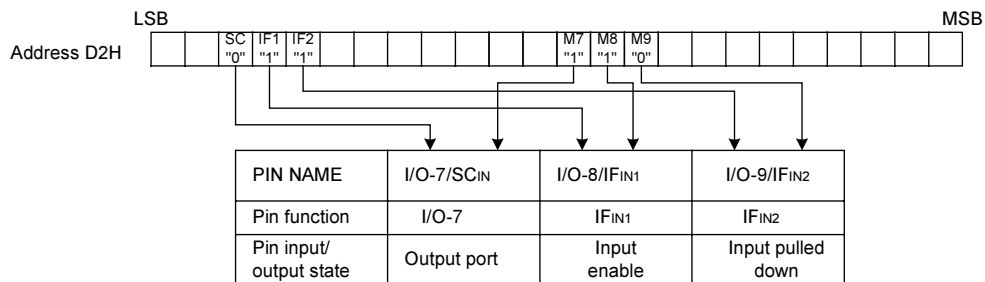 LSB MSB
Address D2H SC IF1 IF2 M7 M8 M9
"0" "1" "1" "1" "1" "0"
PIN NAME I/O-7/SCIN I/O-8/IFIN1 I/O-9/IFIN2
Pin function I/O-7 IFIN1 IFIN2
Pin input/ output state Output port Input enable Input pulled down